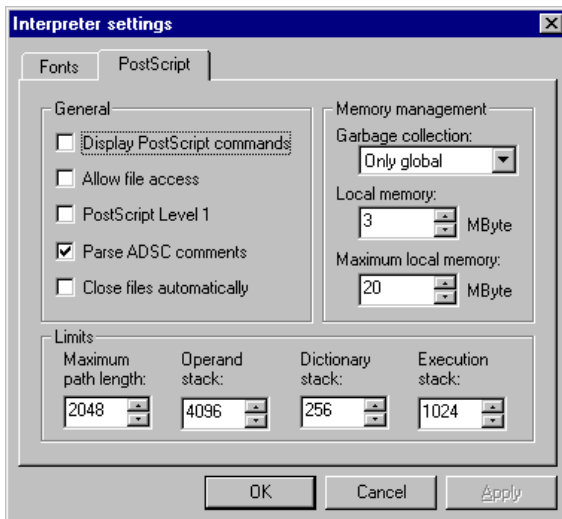 Interpreter settings
Fonts PostScript
General
Display PostScript commands
Allow file access
PostScript Level 1
Parse ADSC comments
Close files automatically
Memory management
Garbage collection:
Only global
Local memory:
3 MByte
Maximum local memory:
20 MByte
Limits
Maximum path length:
2048
Operand stack:
4096
Dictionary stack:
256
Execution stack:
1024
OK Cancel Apply